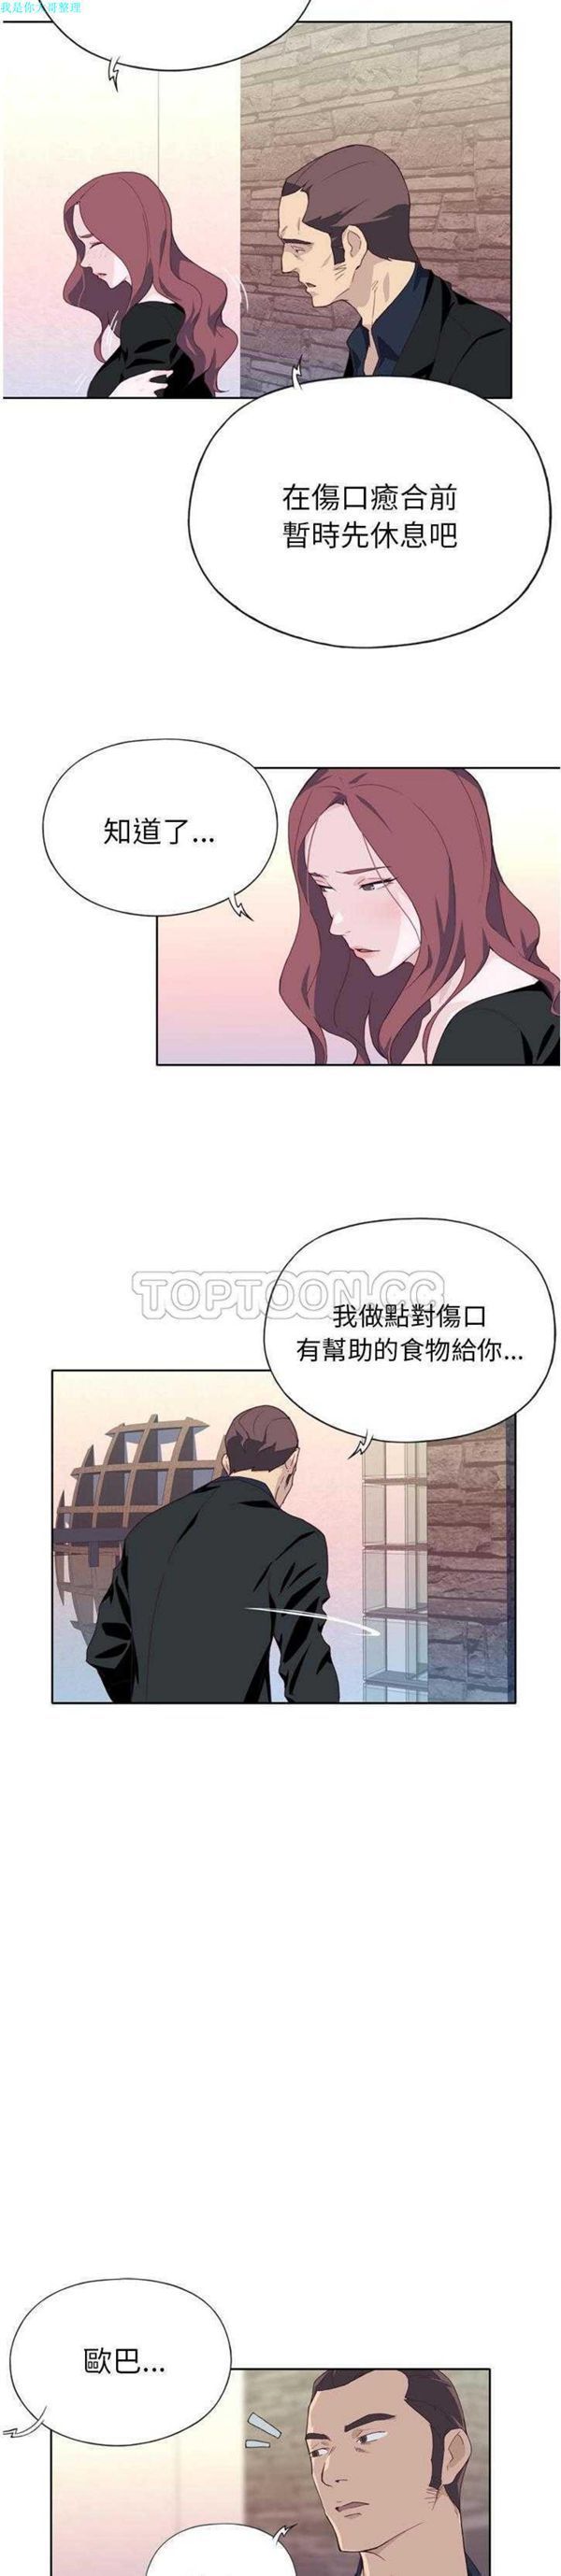 我是你大哥整理
在傷口癒合前
暫時先休息吧
知道了...
TOPTOON.CC
我做點對傷口
有幫助的食物給你...
歐巴...